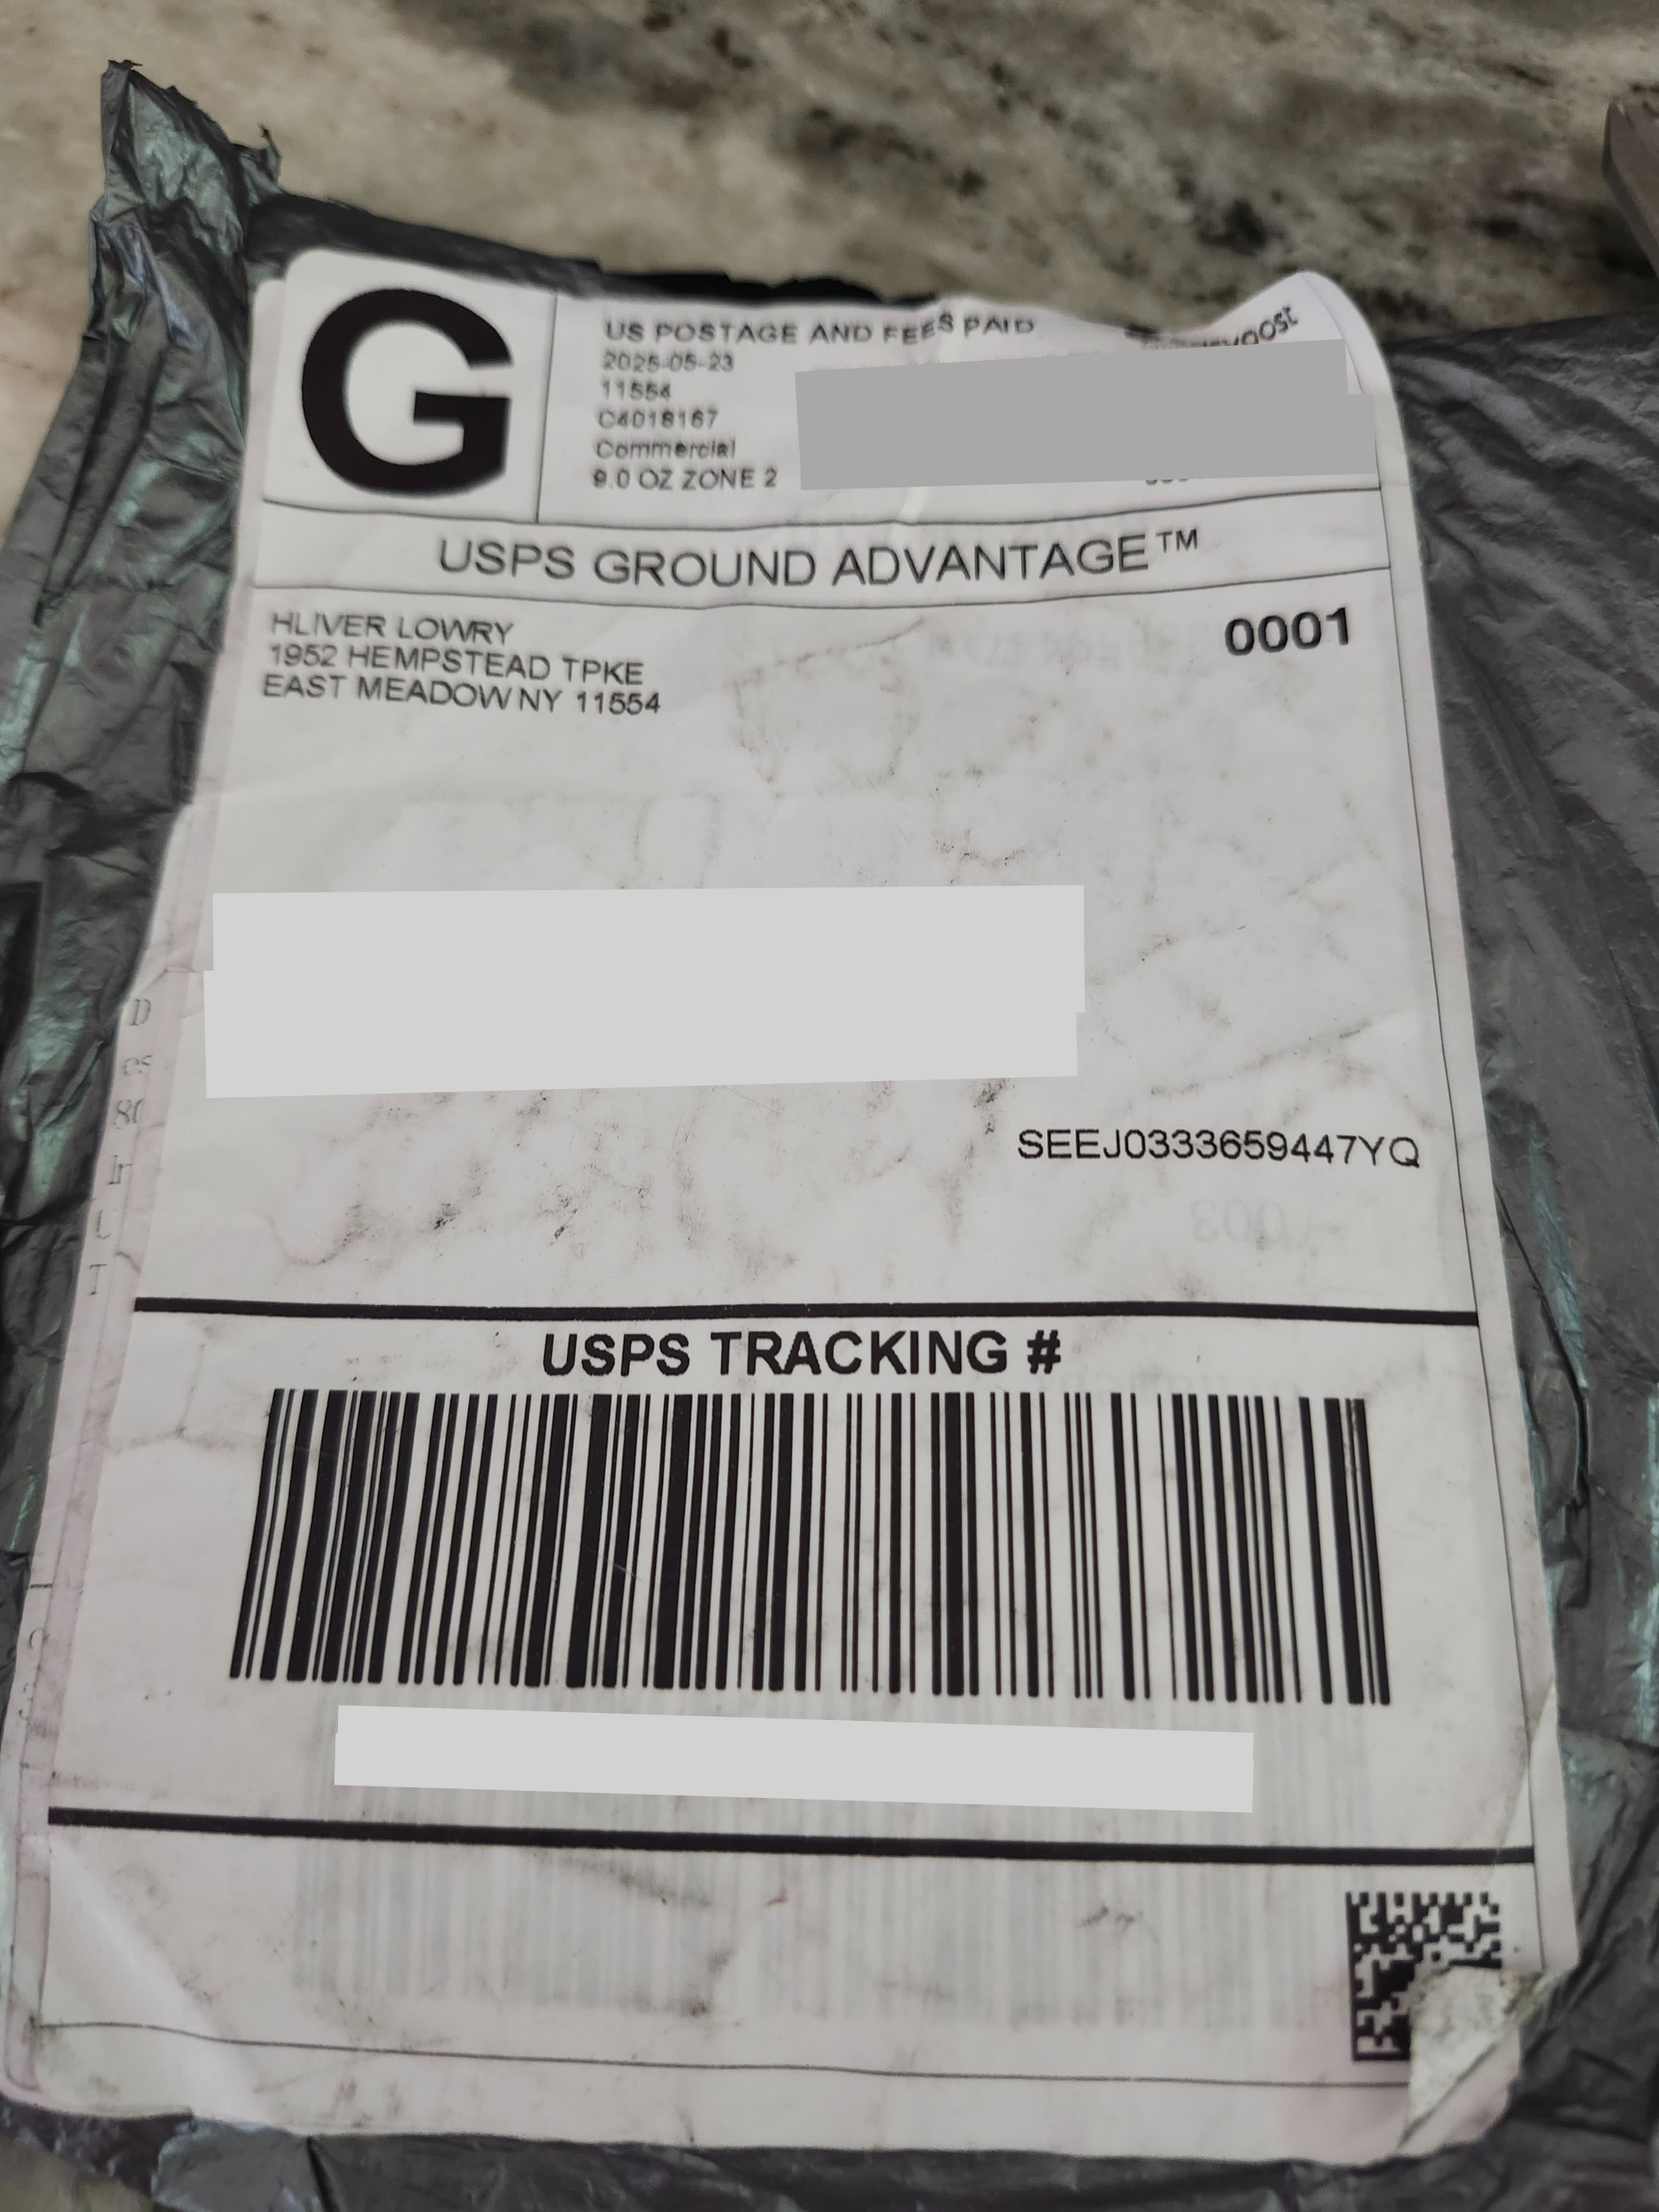 G
US POSTAGE AND FEES PAID
2025-05-23
11554
C4018167
Commercial
9.0 OZ ZONE 2
USPS GROUND ADVANTAGE™
HLIVER LOWRY
0001
1952 HEMPSTEAD TPKE
EAST MEADOW NY 11554
SEEJ0333659447YQ
003
USPS TRACKING #